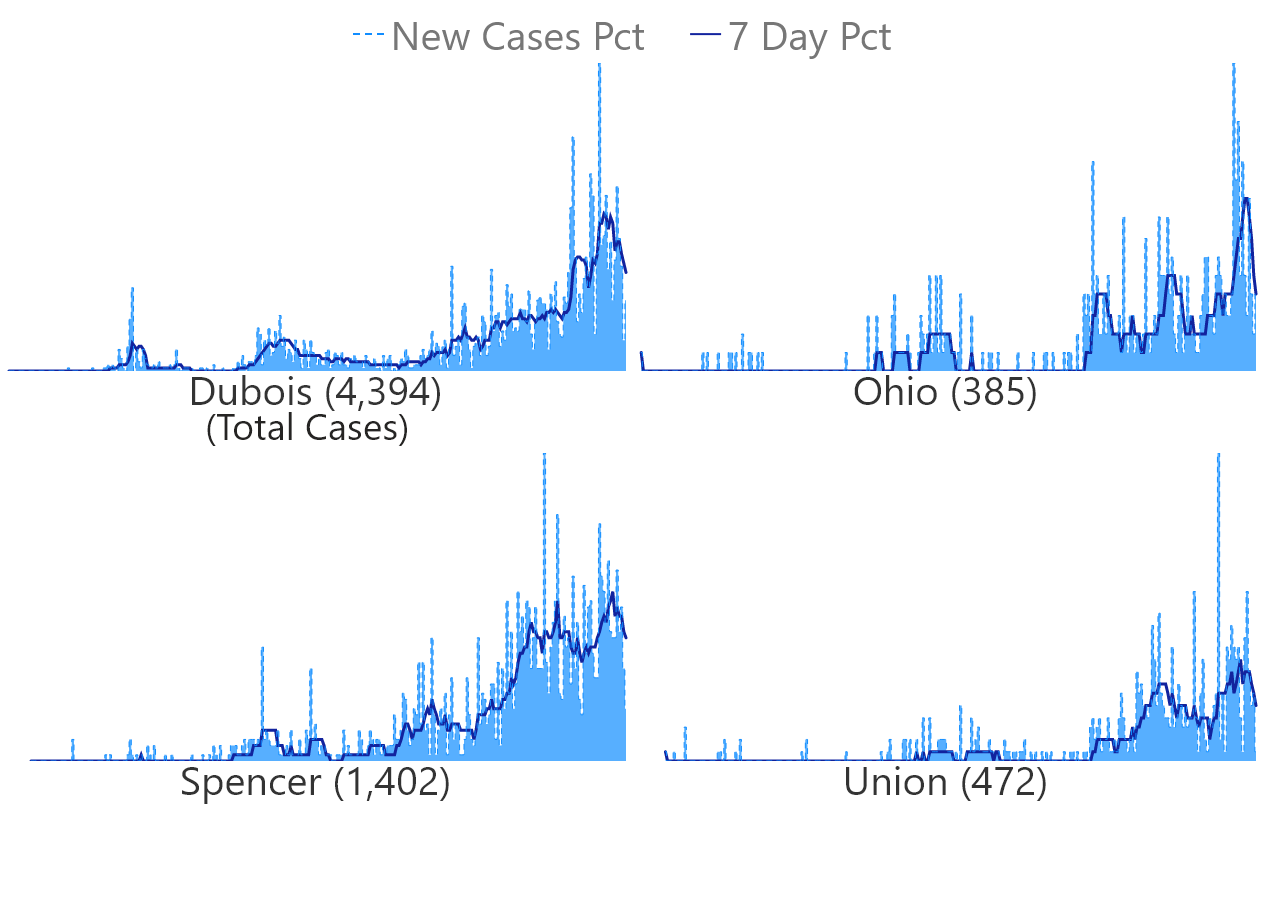 New Cases Pct 7 Day Pct
Dubois (4,394)
(Total Cases)
Ohio (385)
Spencer (1,402)
Union (472)